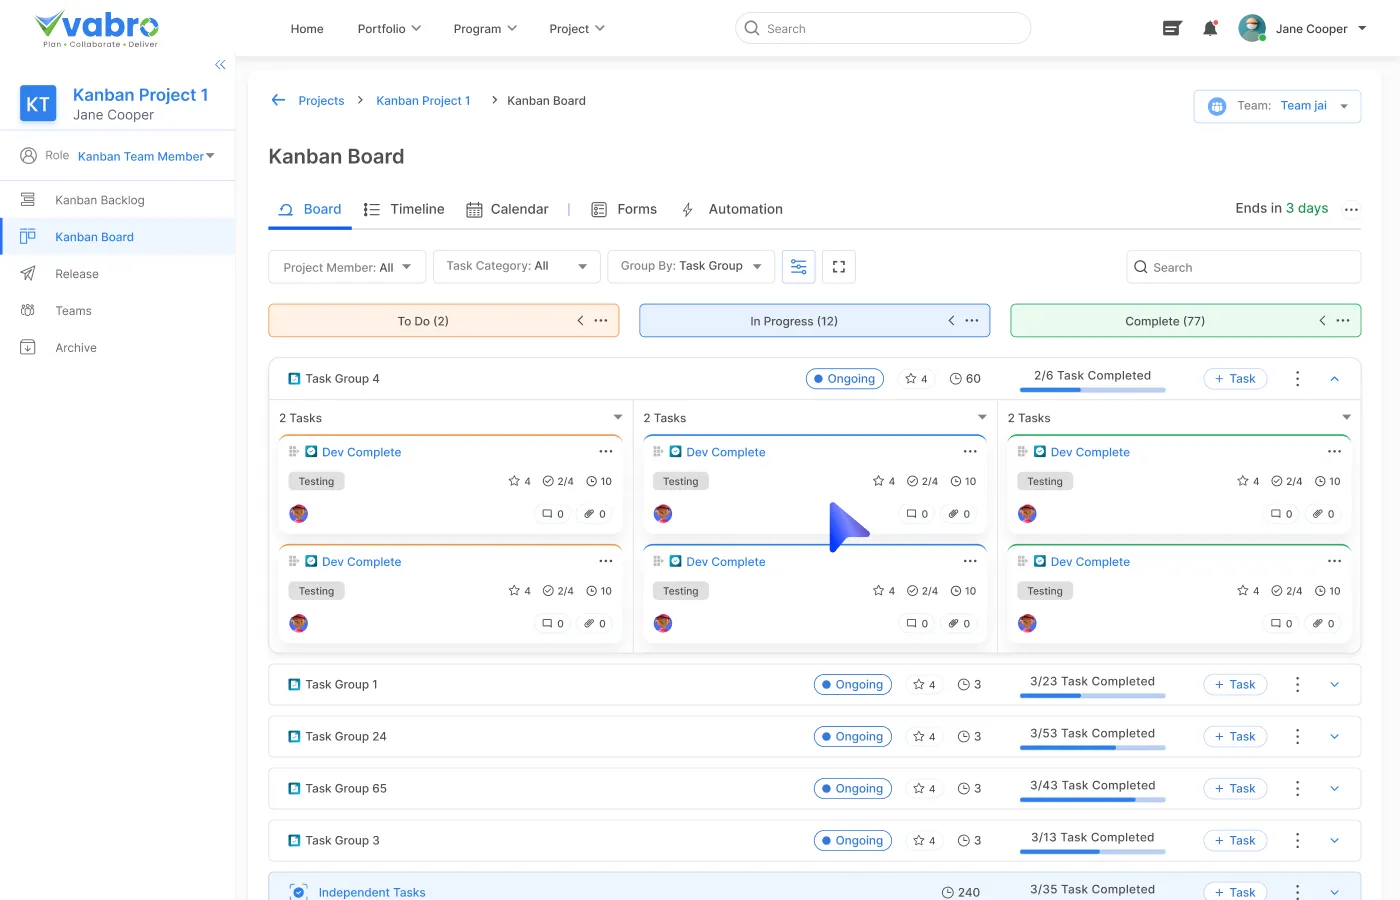 vabro
Plan • Collaborate • Deliver
Home Portfolio Program Project Search Jane Cooper
KT Kanban Project 1
Jane Cooper
Role Kanban Team Member
Kanban Backlog
Kanban Board
Release
Teams
Archive
Projects > Kanban Project 1 > Kanban Board
Team: Team jai
Kanban Board
Board Timeline Calendar | Forms Automation Ends in 3 days
Project Member: All Task Category: All Group By: Task Group Search
To Do (2) In Progress (12) Complete (77)
Task Group 4 Ongoing 4 60 2/6 Task Completed + Task
2 Tasks 2 Tasks 2 Tasks
Dev Complete Dev Complete Dev Complete
Testing 4 2/4 10 Testing 4 2/4 10 Testing 4 2/4 10
0 0 0 0 0 0
Dev Complete Dev Complete Dev Complete
Testing 4 2/4 10 Testing 4 2/4 10 Testing 4 2/4 10
0 0 0 0 0 0
Task Group 1 Ongoing 4 3 3/23 Task Completed + Task
Task Group 24 Ongoing 4 3 3/53 Task Completed + Task
Task Group 65 Ongoing 4 3 3/43 Task Completed + Task
Task Group 3 Ongoing 4 3 3/13 Task Completed + Task
Independent Tasks 240 3/35 Task Completed + Task